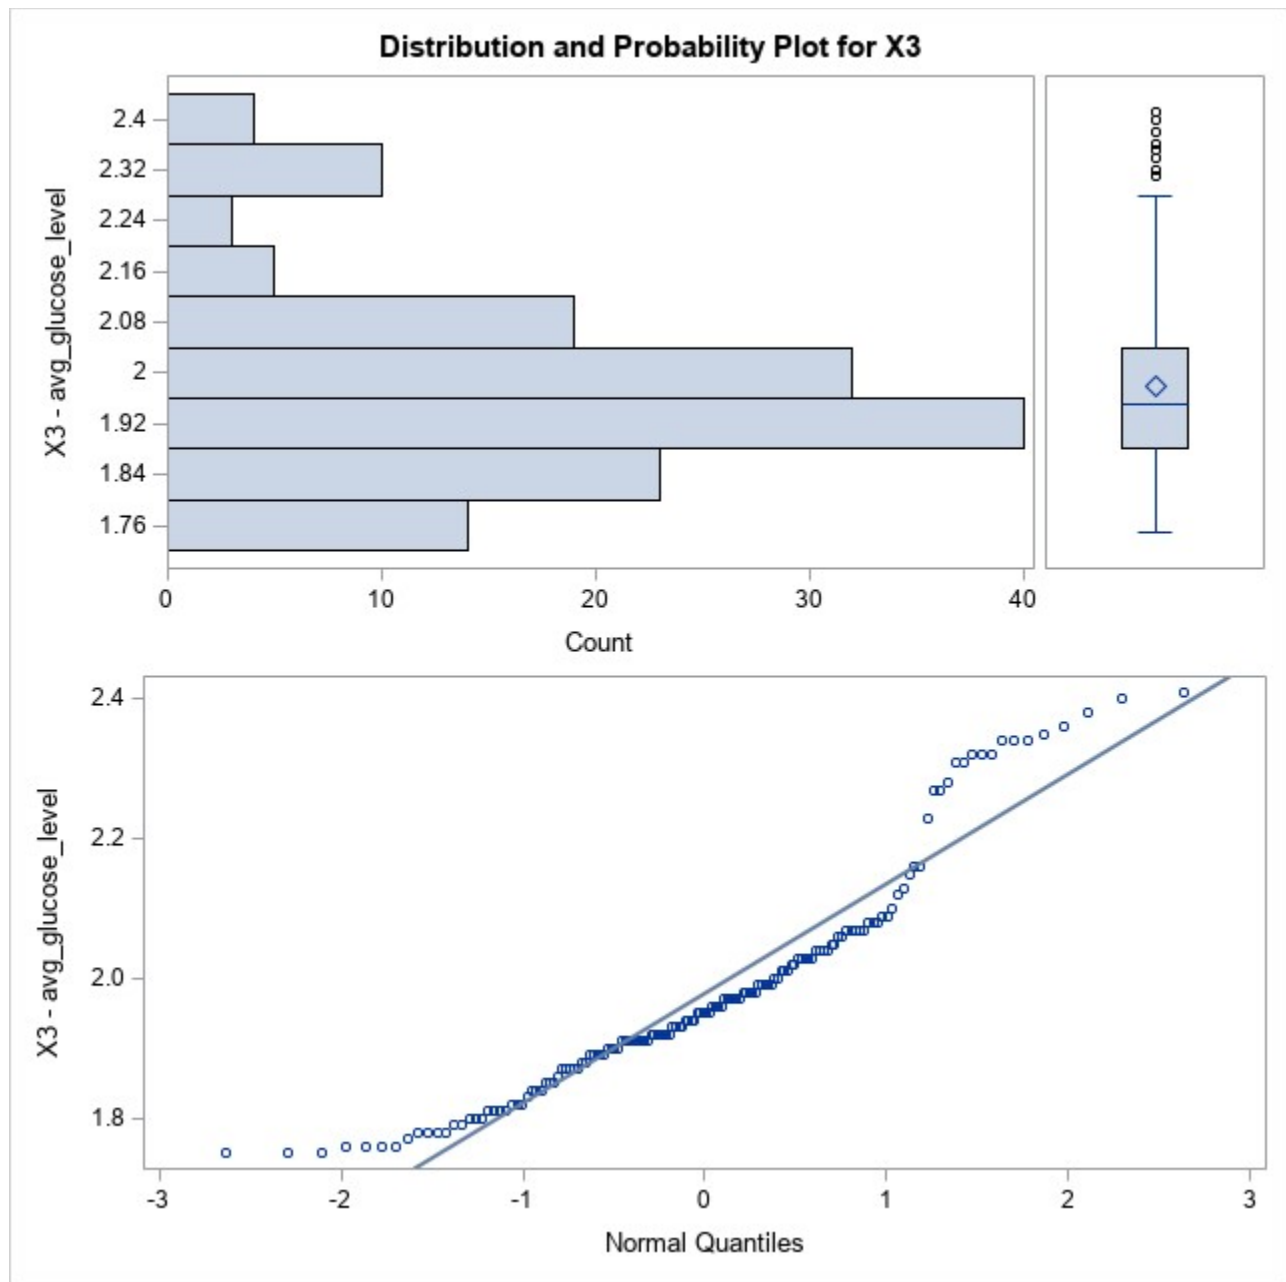 Distribution and Probability Plot for X3
X3 - avg_glucose_level
2.4
2.32
2.24
2.16
2.08
2
1.92
1.84
1.76
0 10 20 30 40
Count
X3 - avg_glucose_level
2.4
2.2
2.0
1.8
-3 -2 -1 0 1 2 3
Normal Quantiles